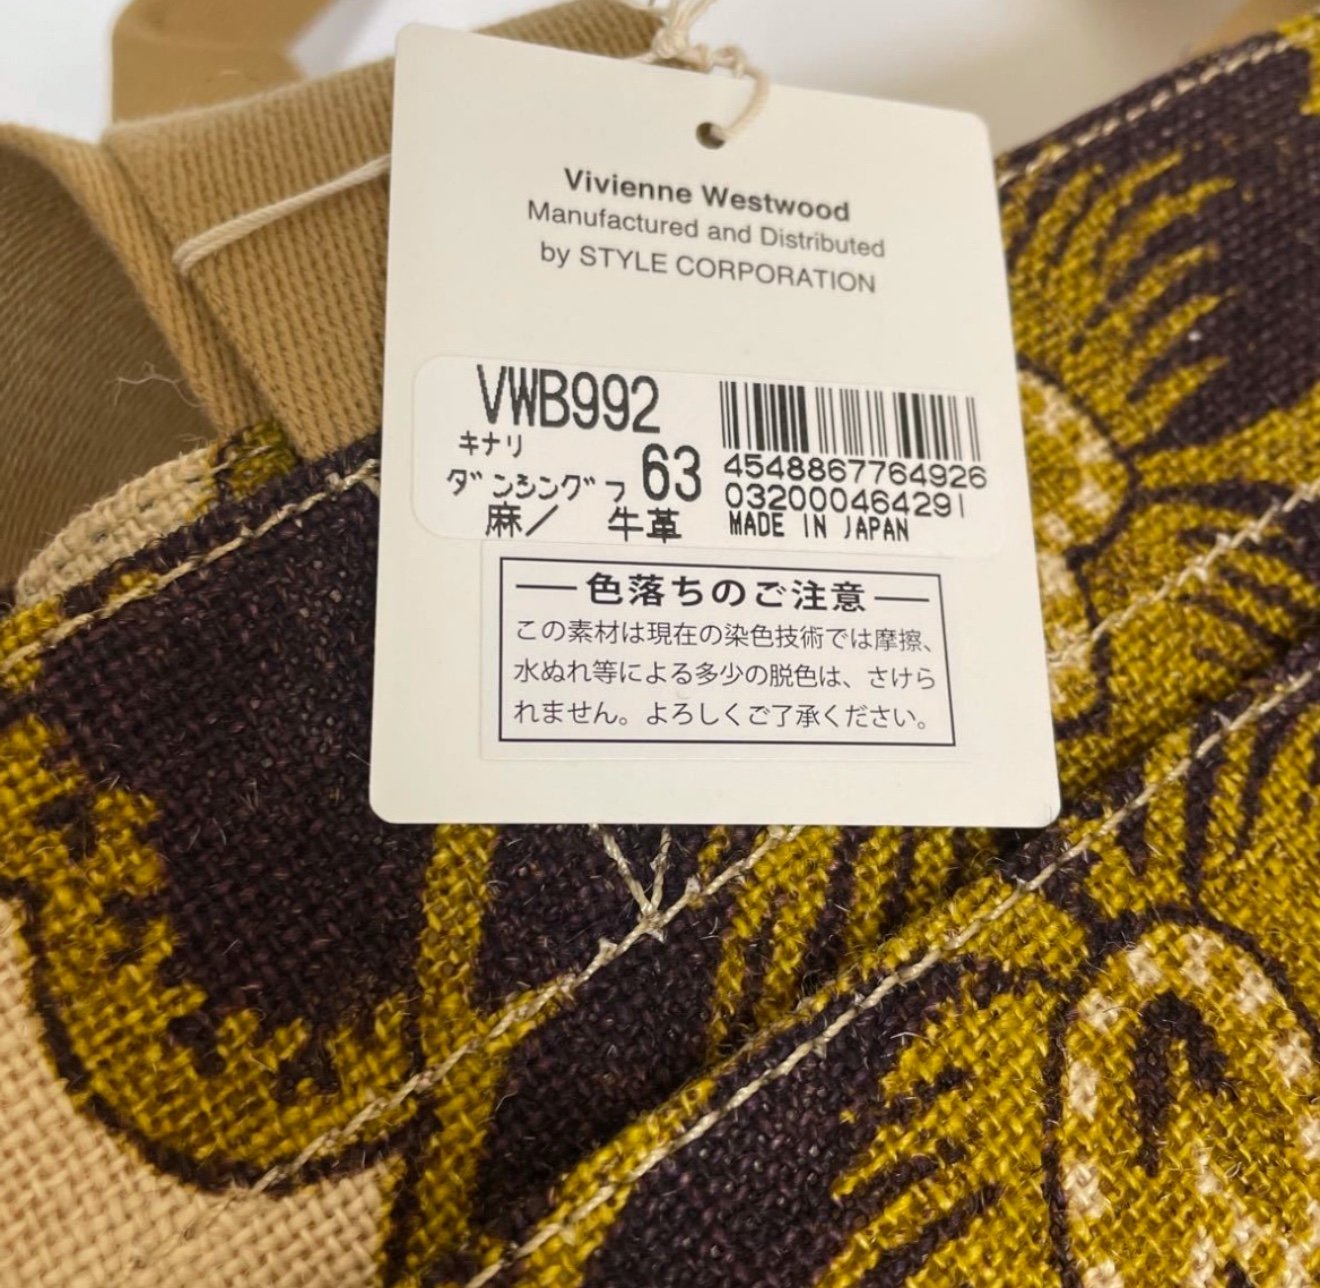 Vivienne Westwood
Manufactured and Distributed
by STYLE CORPORATION
VWB992
キナリ
ダンシングフ 63
麻/ 牛革
4548867764926
032000464291
MADE IN JAPAN
色落ちのご注意
この素材は現在の染色技術では摩擦、
水ぬれ等による多少の脱色は、さけら
れません。よろしくご了承ください。